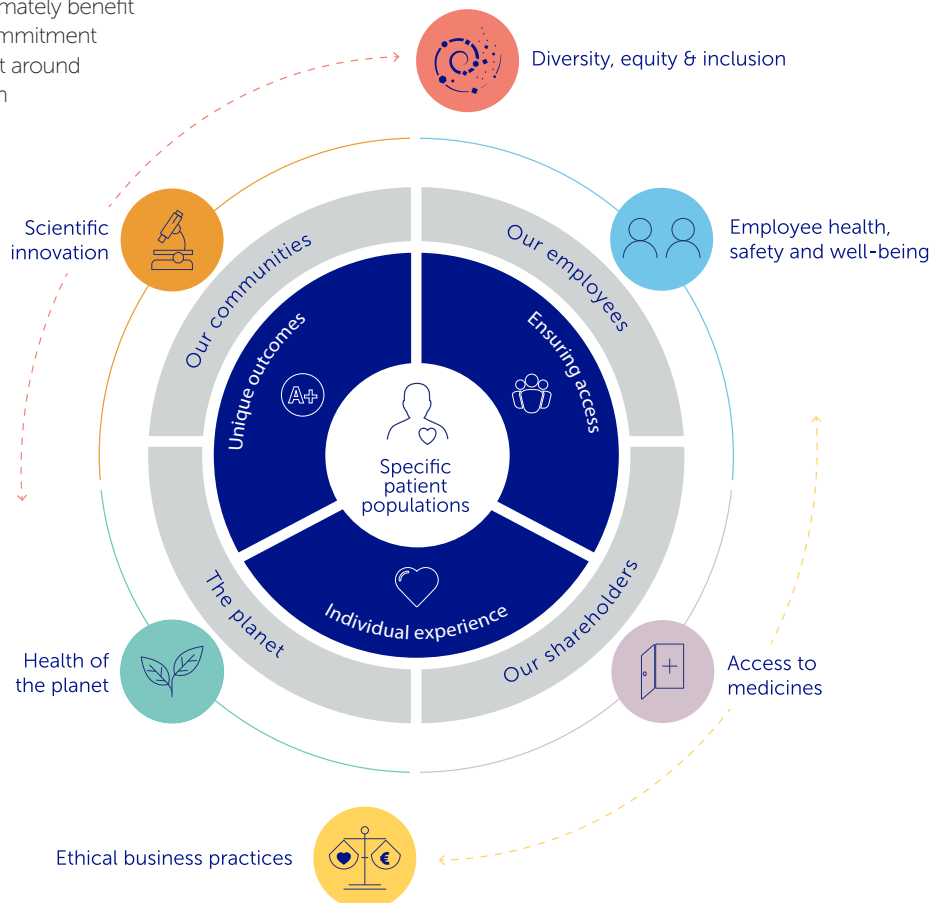 mately benefit
mmitment
t around
n
Diversity, equity & inclusion
Scientific
innovation
Employee health,
safety and well-being
Our communities
Our employees
Unique outcomes
A+
Ensuring access
Specific
patient
populations
Individual experience
The planet
Our shareholders
Health of
the planet
Access to
medicines
Ethical business practices
€